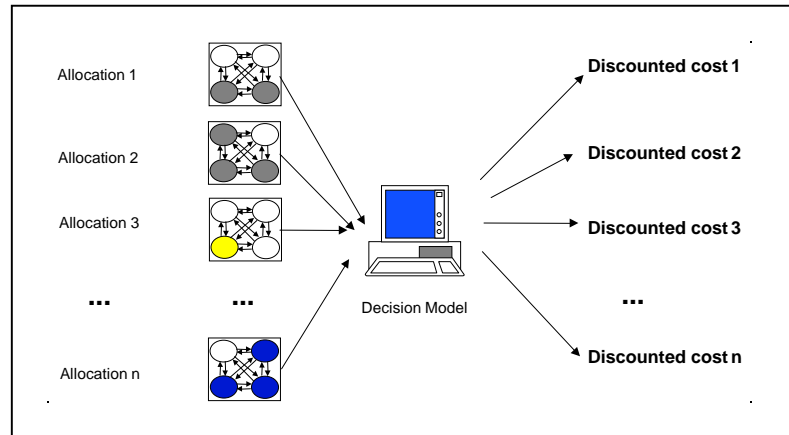 Allocation 1
Discounted cost 1
Allocation 2
Discounted cost 2
Allocation 3
Discounted cost 3
...
...
...
Decision Model
Allocation n
Discounted cost n